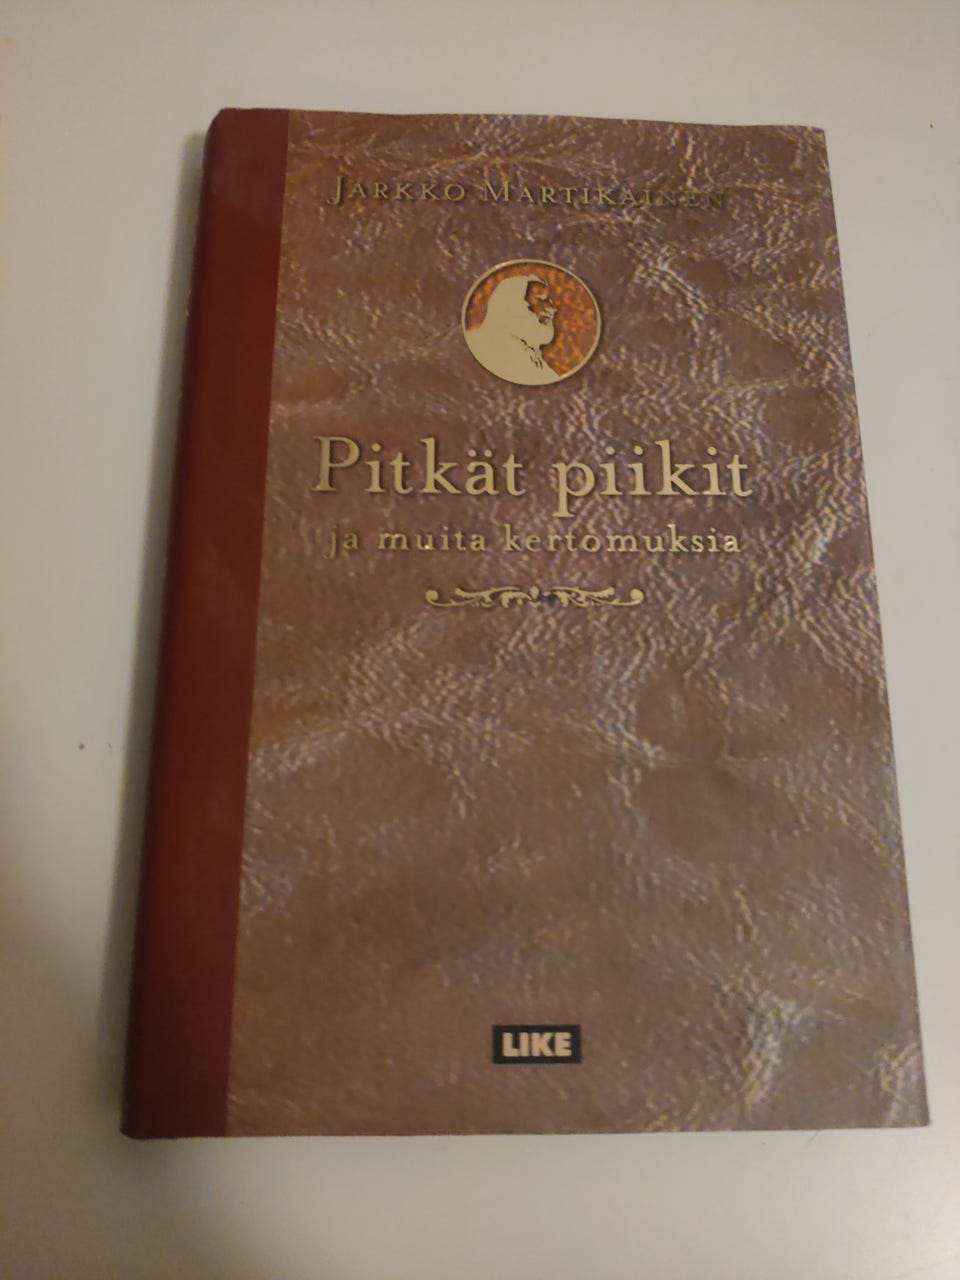 JARKKO MARTIKAINEN
Pitkät piikit
ja muita kertomuksia
LIKE